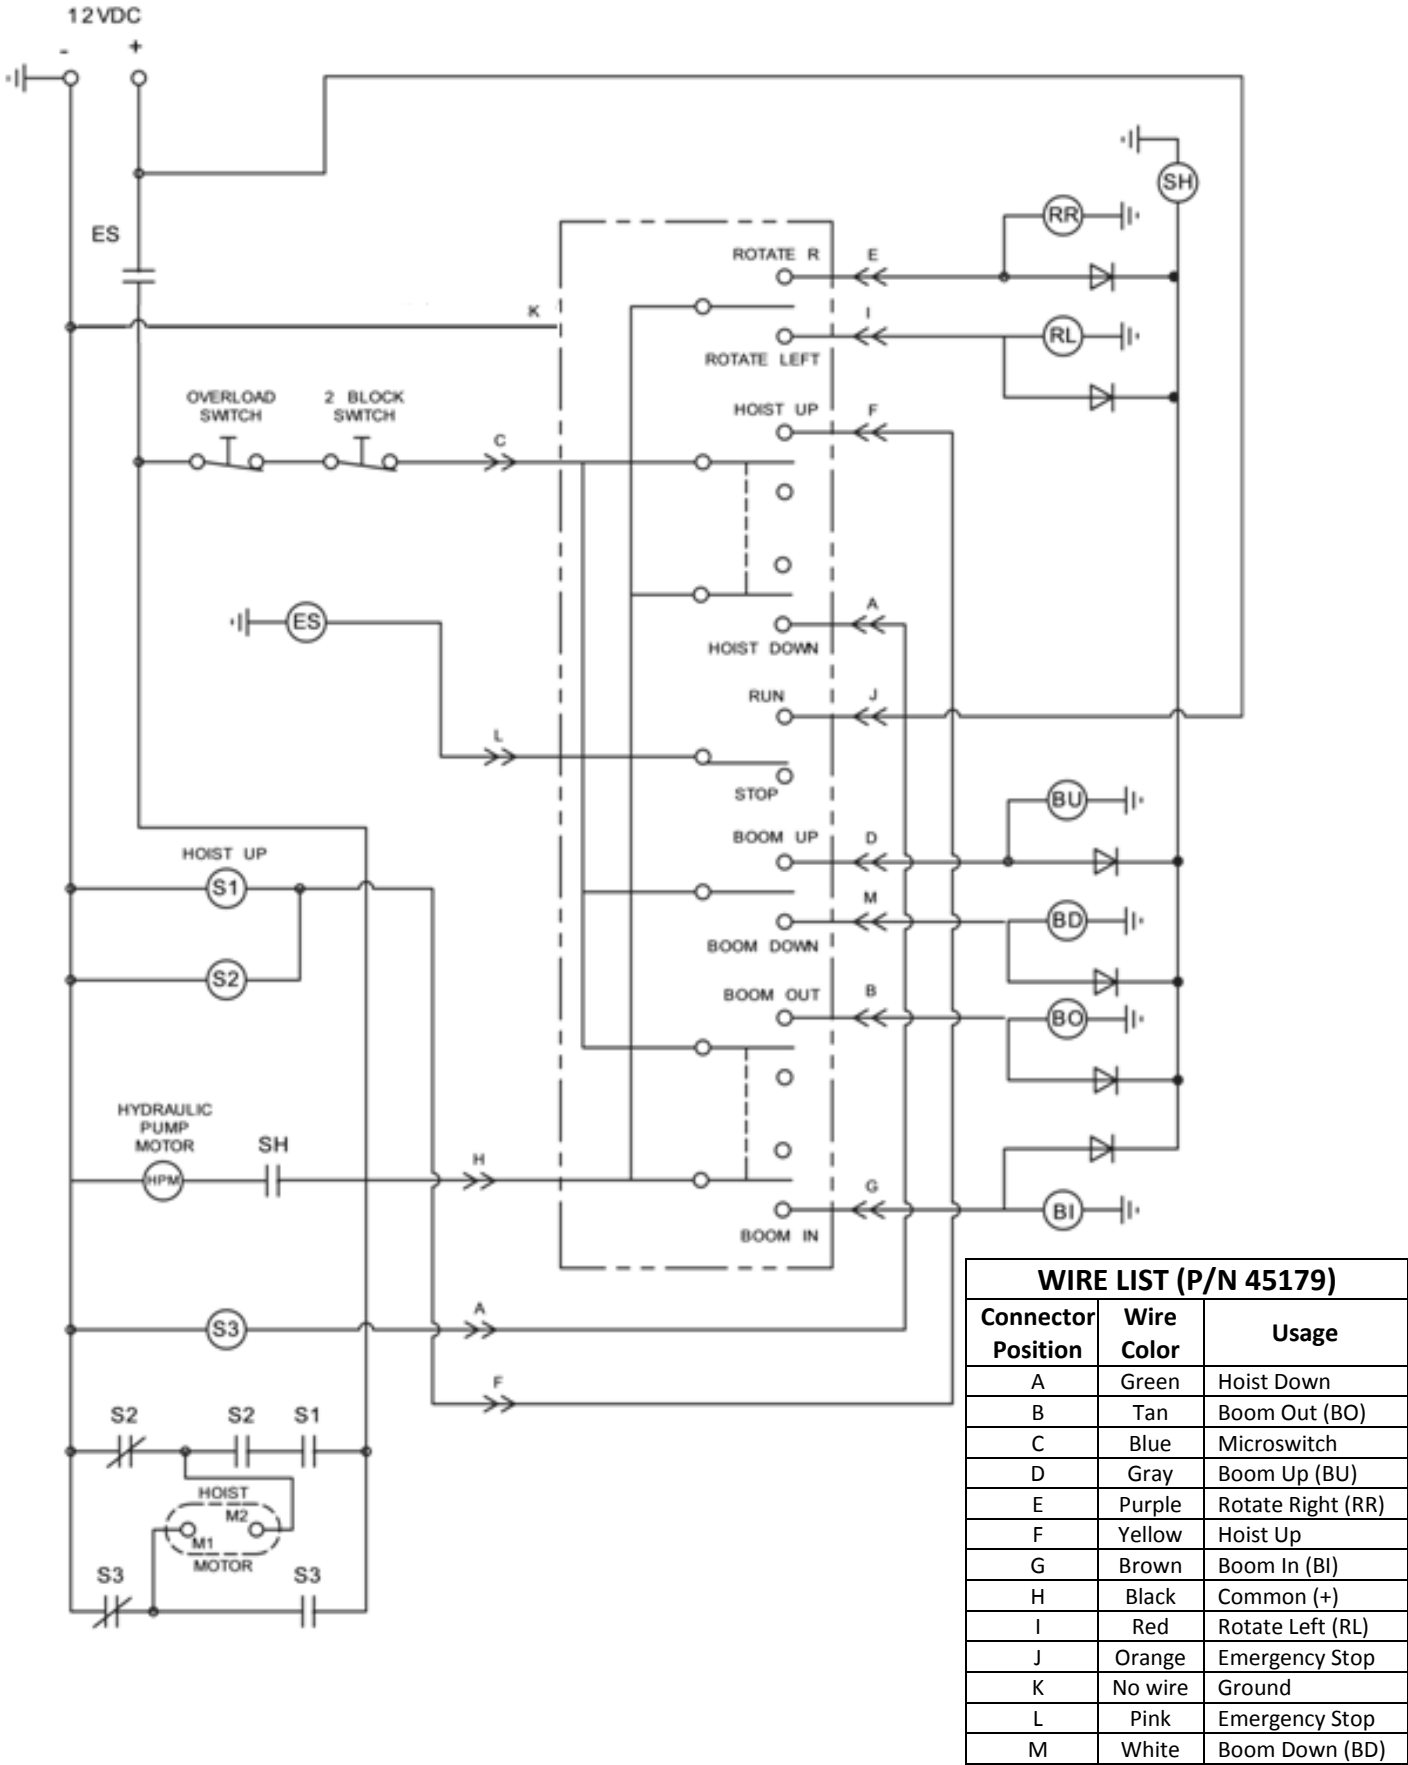 12VDC
- +
ES
SH
RR
ROTATE R E
K
I
RL
ROTATE LEFT
OVERLOAD
SWITCH
2 BLOCK
SWITCH
HOIST UP F
C
ES
A
HOIST DOWN
RUN J
L
STOP
BU
BOOM UP D
HOIST UP
S1
M
BD
BOOM DOWN
S2
BOOM OUT B
BO
HYDRAULIC
PUMP
MOTOR
SH
HPM
H
G
BI
BOOM IN
A
S3
F
S2 S2 S1
HOIST
M2
M1
MOTOR
S3 S3
WIRE LIST (P/N 45179)
Connector Position Wire Color Usage
A Green Hoist Down
B Tan Boom Out (BO)
C Blue Microswitch
D Gray Boom Up (BU)
E Purple Rotate Right (RR)
F Yellow Hoist Up
G Brown Boom In (BI)
H Black Common (+)
I Red Rotate Left (RL)
J Orange Emergency Stop
K No wire Ground
L Pink Emergency Stop
M White Boom Down (BD)